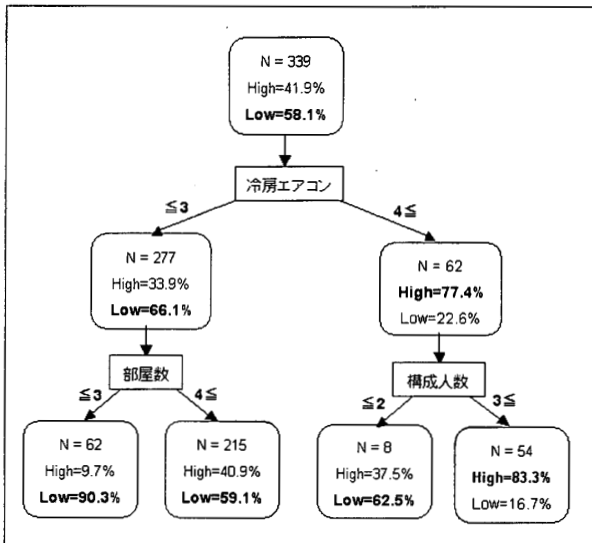 N = 339
High=41.9%
Low=58.1%
冷房エアコン
≦3
4≦
N = 277
High=33.9%
Low=66.1%
N = 62
High=77.4%
Low=22.6%
部屋数
構成人数
≦3
4≦
≦2
3≦
N = 62
High=9.7%
Low=90.3%
N = 215
High=40.9%
Low=59.1%
N = 8
High=37.5%
Low=62.5%
N = 54
High=83.3%
Low=16.7%